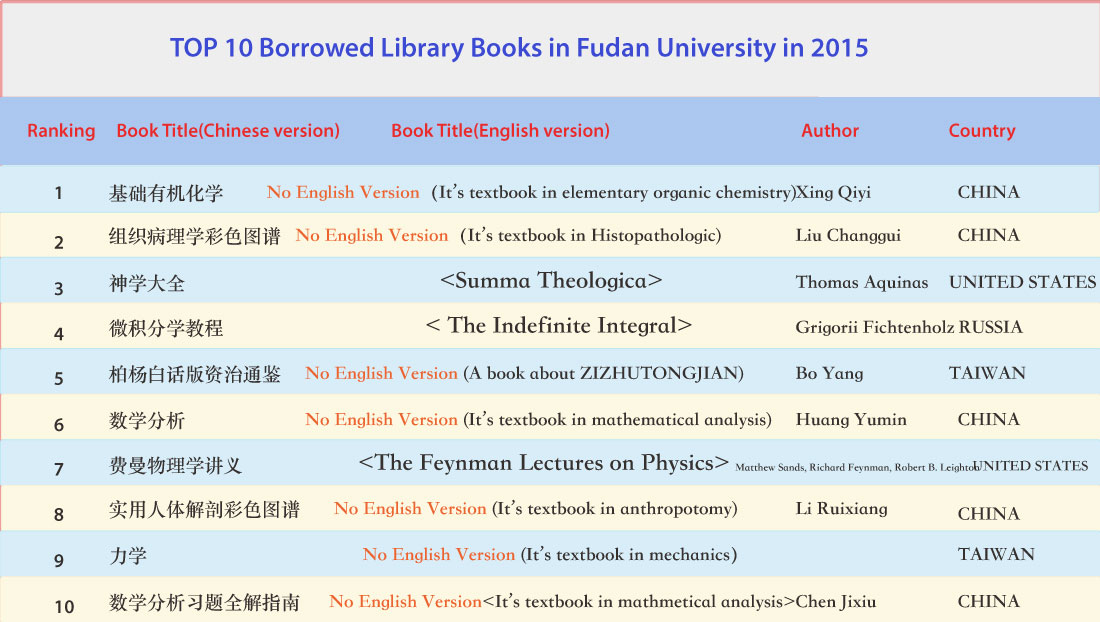 TOP 10 Borrowed Library Books in Fudan University in 2015
Ranking Book Title(Chinese version) Book Title(English version) Author Country
1 基础有机化学 No English Version (It's textbook in elementary organic chemistry) Xing Qiyi CHINA
2 组织病理学彩色图谱 No English Version (It's textbook in Histopathologic) Liu Changgui CHINA
3 神学大全 <Summa Theologica> Thomas Aquinas UNITED STATES
4 微积分学教程 < The Indefinite Integral> Grigorii Fichtenholz RUSSIA
5 柏杨白话版资治通鉴 No English Version (A book about ZIZHUTONGJIAN) Bo Yang TAIWAN
6 数学分析 No English Version (It's textbook in mathematical analysis) Huang Yumin CHINA
7 费曼物理学讲义 <The Feynman Lectures on Physics> Matthew Sands, Richard Feynman, Robert B. Leighton UNITED STATES
8 实用人体解剖彩色图谱 No English Version (It's textbook in anthropotomy) Li Ruixiang CHINA
9 力学 No English Version (It's textbook in mechanics) TAIWAN
10 数学分析习题全解指南 No English Version<It's textbook in mathmetical analysis> Chen Jixiu CHINA